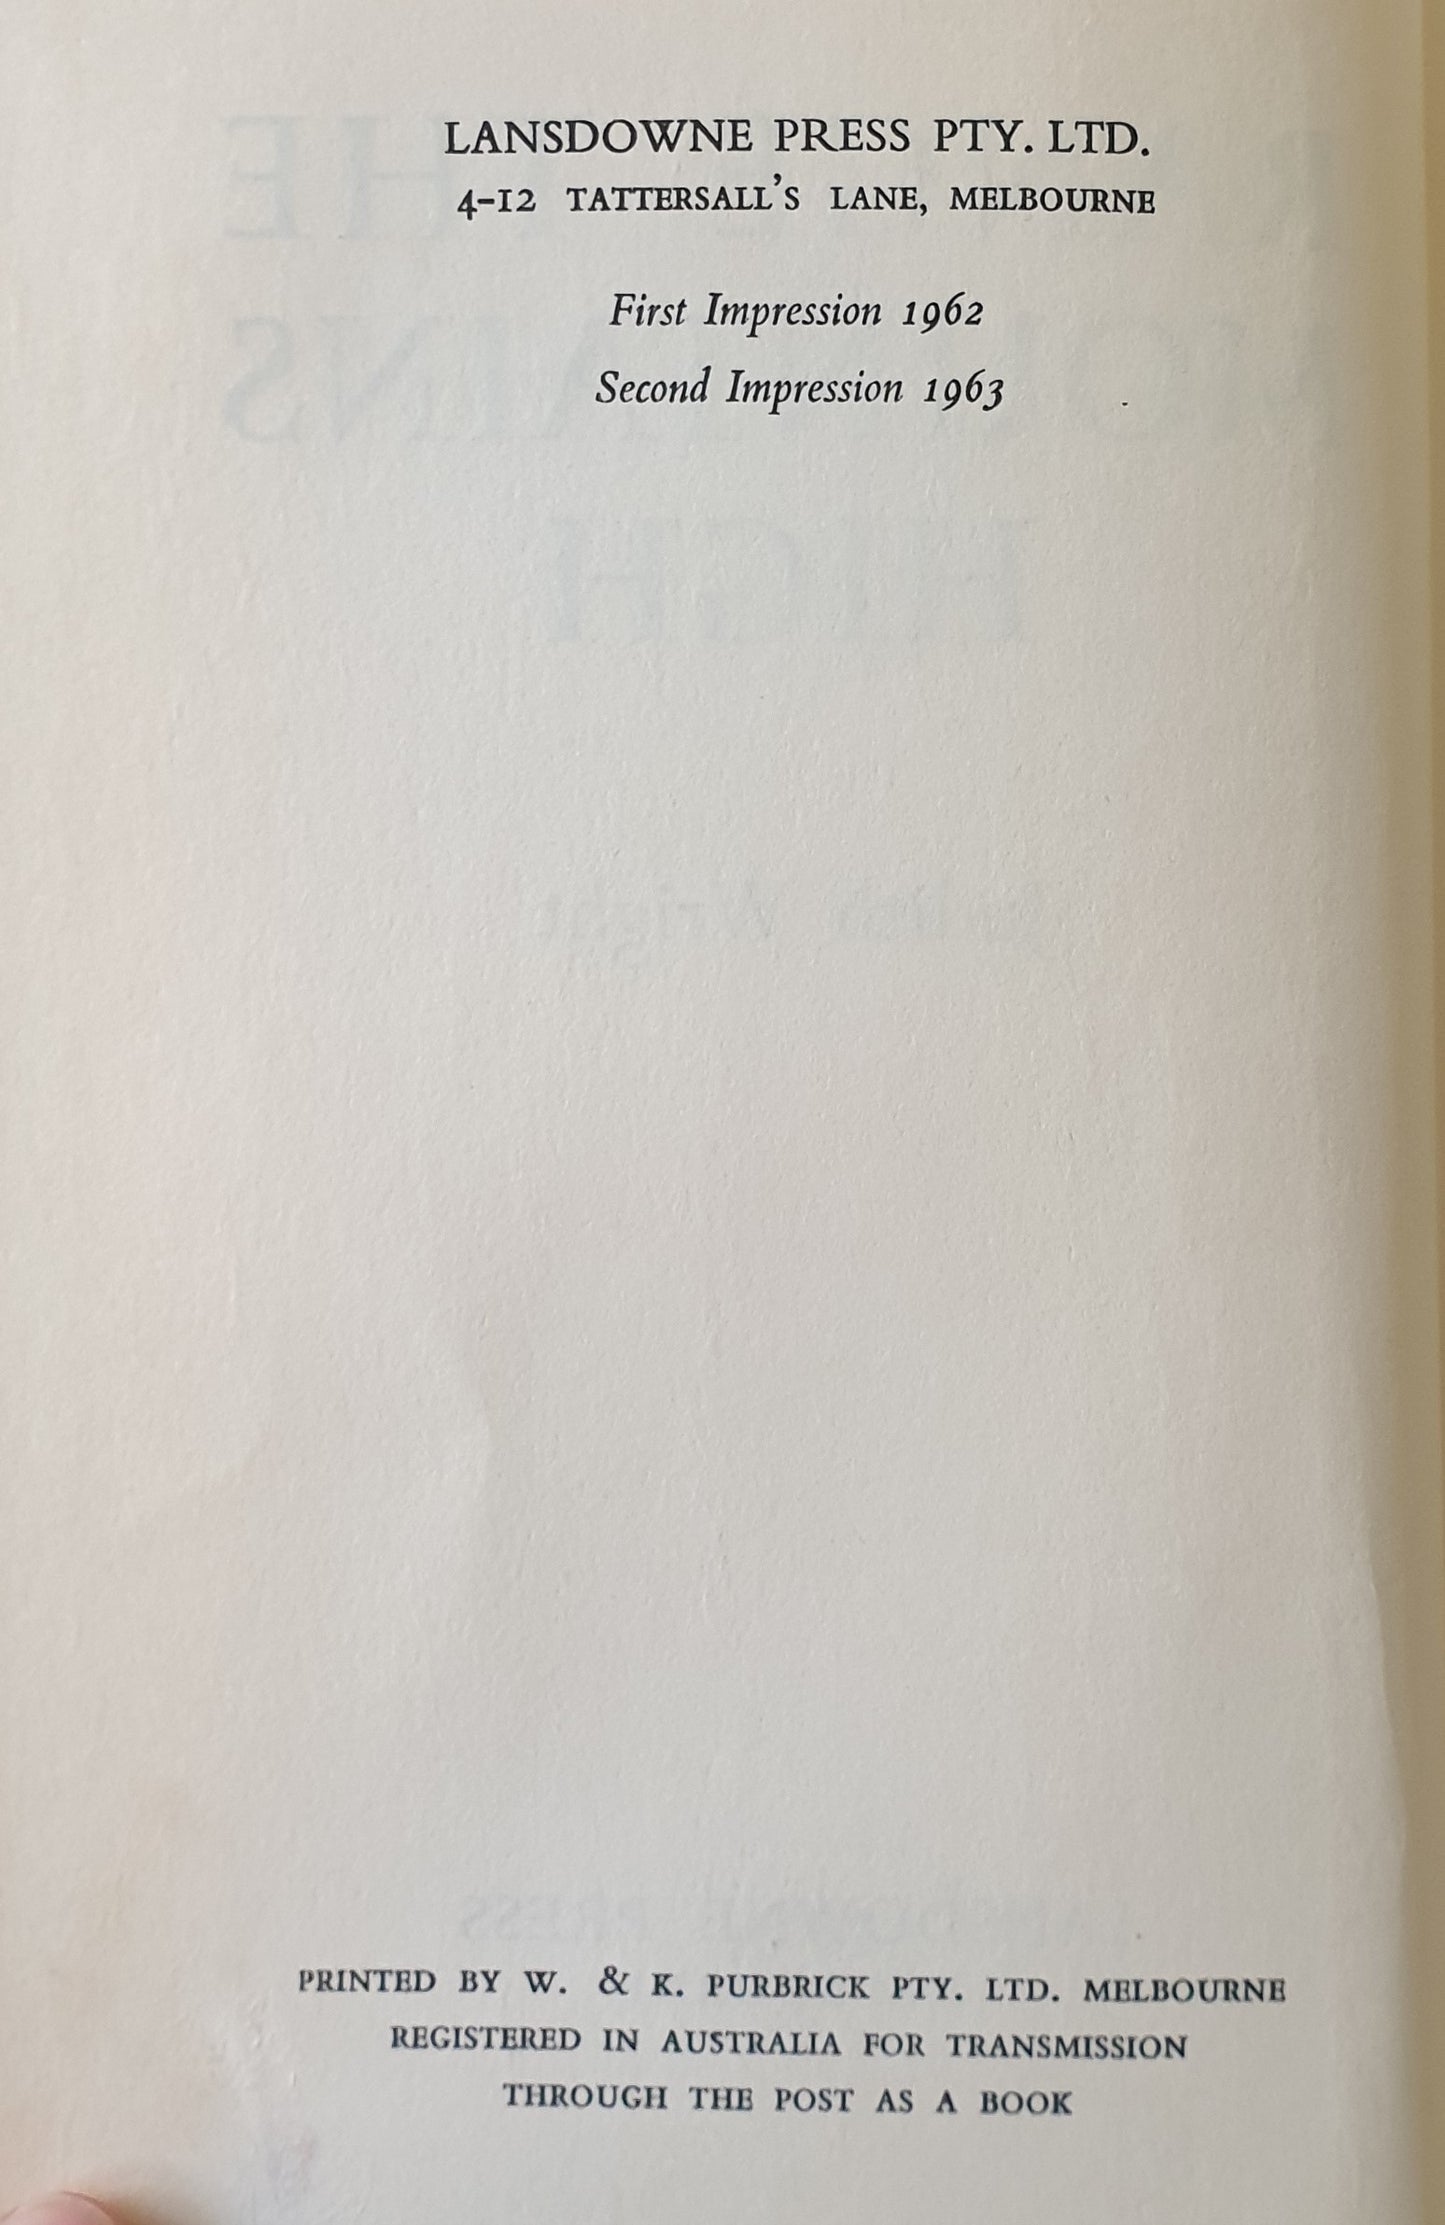 LANSDOWNE PRESS PTY. LTD.
4-12 TATTERSALL'S LANE, MELBOURNE
First Impression 1962
Second Impression 1963
PRINTED BY W. & K. PURBRICK PTY. LTD. MELBOURNE
REGISTERED IN AUSTRALIA FOR TRANSMISSION
THROUGH THE POST AS A BOOK